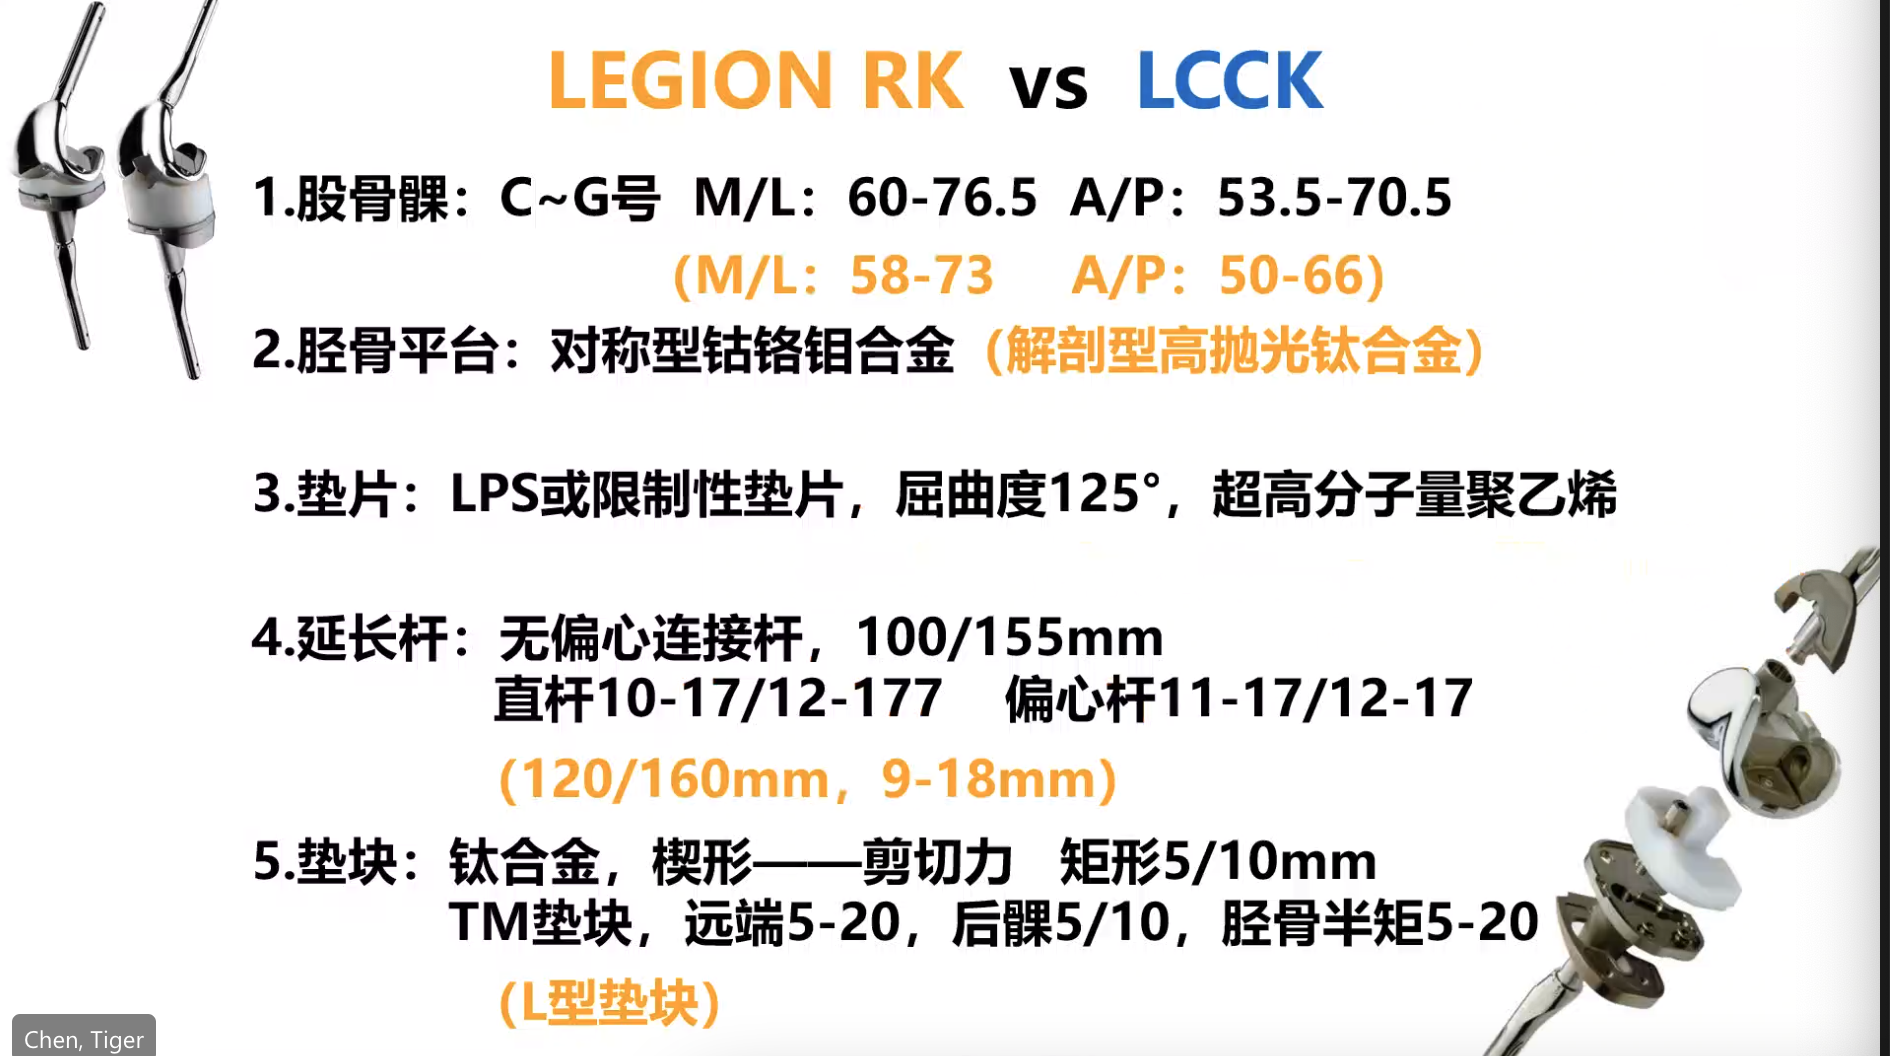 LEGION RK vs LCCK
1.股骨髁：C~G号 M/L：60-76.5 A/P：53.5-70.5
（M/L：58-73 A/P：50-66）
2.胫骨平台：对称型钴铬钼合金（解剖型高抛光钛合金）
3.垫片：LPS或限制性垫片，屈曲度125°，超高分子量聚乙烯
4.延长杆：无偏心连接杆，100/155mm
直杆10-17/12-177 偏心杆11-17/12-17
（120/160mm，9-18mm）
5.垫块：钛合金，楔形——剪切力 矩形5/10mm
TM垫块，远端5-20，后髁5/10，胫骨半矩5-20
（L型垫块）
Chen, Tiger